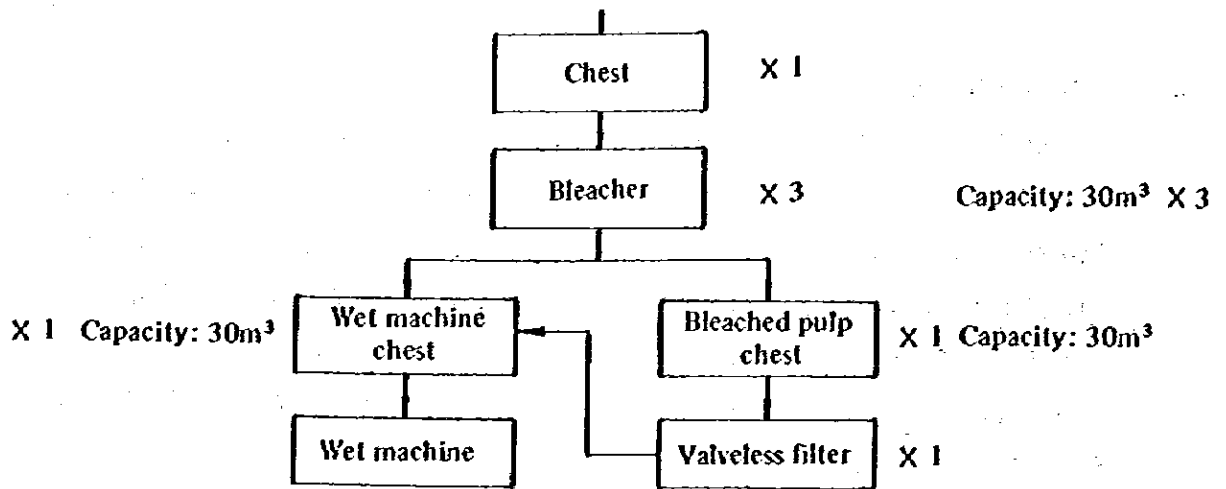 Chest X 1
Bleacher X 3 Capacity: 30m³ X 3
X 1 Capacity: 30m³ Wet machine chest
Bleached pulp chest X 1 Capacity: 30m³
Wet machine
Valveless filter X 1